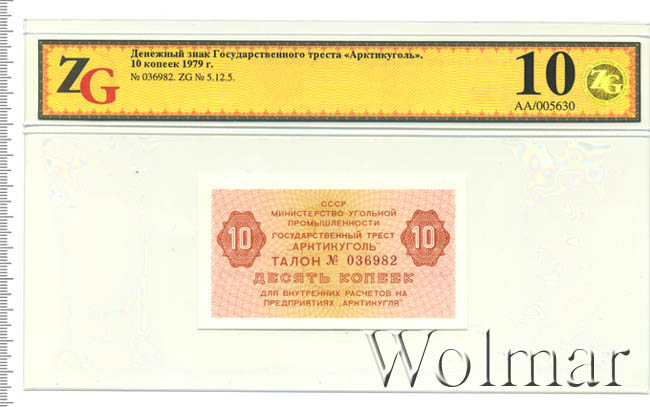 ZG
Денежный знак Государственного треста «Арктикуголь».
10 копеек 1979 г.
№ 036982. ZG № 5.12.5.
10
ZG
AA/005630
СССР
МИНИСТЕРСТВО УГОЛЬНОЙ
ПРОМЫШЛЕННОСТИ
ГОСУДАРСТВЕННЫЙ ТРЕСТ
АРКТИКУГОЛЬ
10
10
ТАЛОН № 036982
ДЕСЯТЬ КОПЕЕК
ДЛЯ ВНУТРЕННИХ РАСЧЕТОВ НА
ПРЕДПРИЯТИЯХ „АРКТИКУГЛЯ"
Wolmar